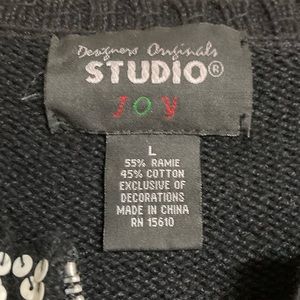 Designers Originals
STUDIO®
JOY
L
55% RAMIE
45% COTTON
EXCLUSIVE OF
DECORATIONS
MADE IN CHINA
RN 15610